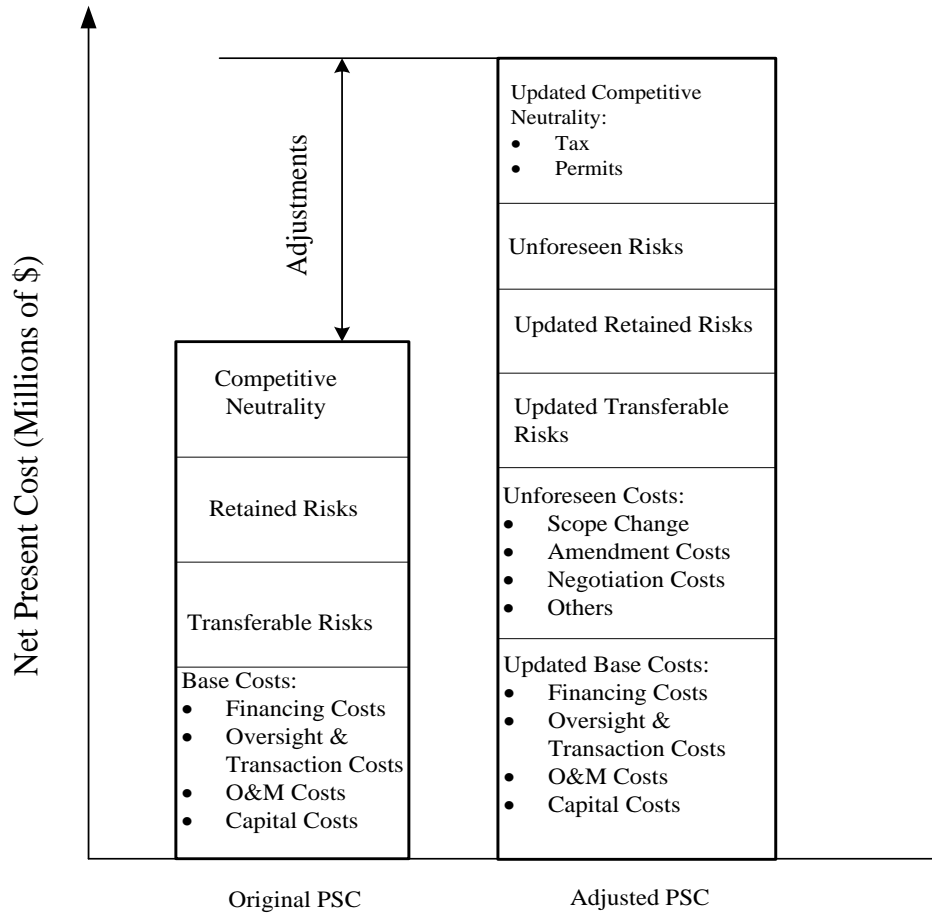 Net Present Cost (Millions of $)
Adjustments
Competitive
Neutrality
Retained Risks
Transferable Risks
Base Costs:
• Financing Costs
• Oversight &
Transaction Costs
• O&M Costs
• Capital Costs
Original PSC
Updated Competitive
Neutrality:
• Tax
• Permits
Unforeseen Risks
Updated Retained Risks
Updated Transferable
Risks
Unforeseen Costs:
• Scope Change
• Amendment Costs
• Negotiation Costs
• Others
Updated Base Costs:
• Financing Costs
• Oversight &
Transaction Costs
• O&M Costs
• Capital Costs
Adjusted PSC